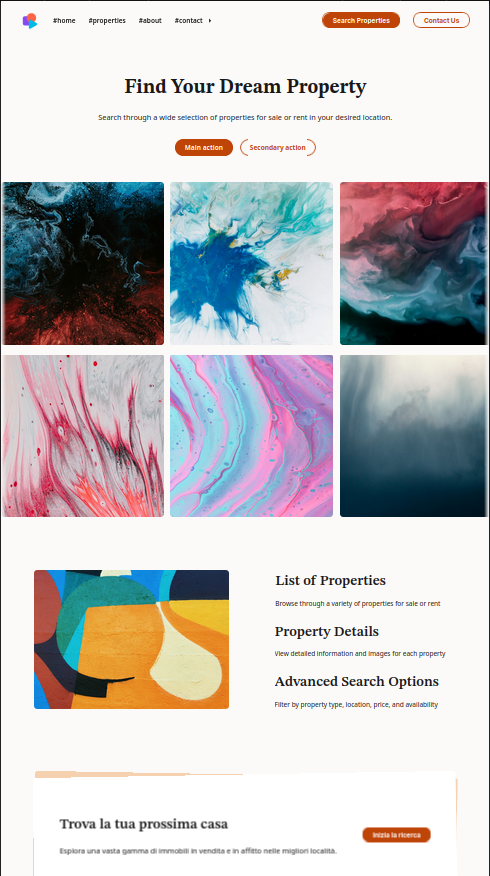 #home #properties #about #contact Search Properties Contact Us
Find Your Dream Property
Search through a wide selection of properties for sale or rent in your desired location.
Main action Secondary action
List of Properties
Browse through a variety of properties for sale or rent
Property Details
View detailed information and images for each property
Advanced Search Options
Filter by property type, location, price, and availability
Trova la tua prossima casa
Esplora una vasta gamma di immobili in vendita e in affitto nelle migliori località.
Inizia la ricerca